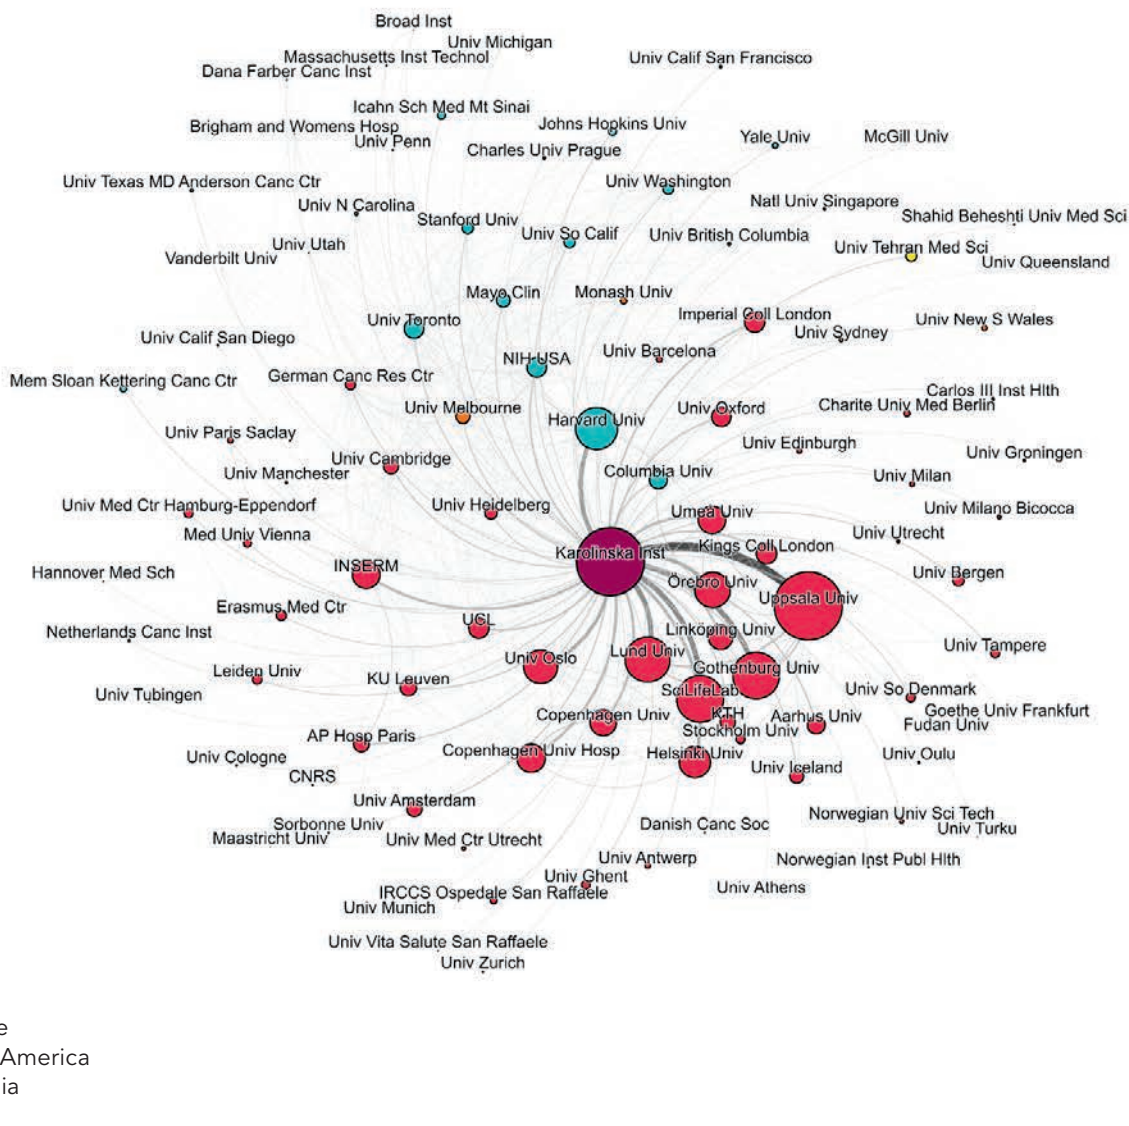 Broad Inst
Univ Michigan
Massachusetts Inst Technol
Univ Calif San Francisco
Dana Farber Canc Inst
Icahn Sch Med Mt Sinai
Brigham and Womens Hosp
Johns Hopkins Univ
Yale Univ
McGill Univ
Univ Penn
Charles Univ Prague
Univ Texas MD Anderson Canc Ctr
Univ Washington
Univ N Carolina
Natl Univ Singapore
Stanford Univ
Shahid Beheshti Univ Med Sci
Univ So Calif
Univ British Columbia
Univ Utah
Univ Tehran Med Sci
Vanderbilt Univ
Univ Queensland
Mayo Clin
Monash Univ
Imperial Coll London
Univ Toronto
Univ New S Wales
Univ Sydney
Univ Calif San Diego
NIH USA
Univ Barcelona
Mem Sloan Kettering Canc Ctr
German Canc Res Ctr
Carlos III Inst Hlth
Univ Melbourne
Univ Oxford
Charite Univ Med Berlin
Harvard Univ
Univ Paris Saclay
Univ Edinburgh
Univ Groningen
Univ Cambridge
Univ Manchester
Columbia Univ
Univ Milan
Univ Med Ctr Hamburg-Eppendorf
Univ Heidelberg
Umea Univ
Univ Milano Bicocca
Med Univ Vienna
Univ Utrecht
Karolinska Inst
Kings Coll London
Hannover Med Sch
INSERM
Örebro Univ
Univ Bergen
Uppsala Univ
Erasmus Med Ctr
UCL
Netherlands Canc Inst
Linköping Univ
Univ Tampere
Univ Oslo
Lund Univ
Leiden Univ
Gothenburg Univ
KU Leuven
Univ Tubingen
SciLifeLab
Univ So Denmark
Copenhagen Univ
KTH
Aarhus Univ
Goethe Univ Frankfurt
Fudan Univ
Stockholm Univ
AP Hosp Paris
Copenhagen Univ Hosp
Helsinki Univ
Univ Cologne
Univ Iceland
Univ Oulu
CNRS
Univ Amsterdam
Norwegian Univ Sci Tech
Sorbonne Univ
Danish Canc Soc
Univ Turku
Maastricht Univ
Univ Med Ctr Utrecht
Univ Antwerp
Norwegian Inst Publ Hlth
Univ Ghent
Univ Athens
IRCCS Ospedale San Raffaele
Univ Munich
Univ Vita Salute San Raffaele
Univ Zurich
e
America
ia